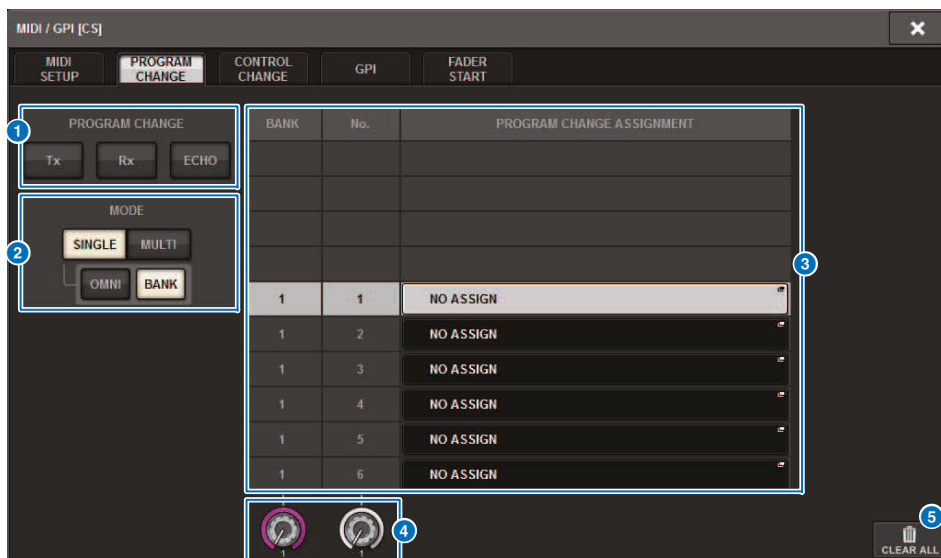 MIDI / GPI [CS]
MIDI SETUP
PROGRAM CHANGE
CONTROL CHANGE
GPI
FADER START
1
PROGRAM CHANGE
Tx Rx ECHO
2
MODE
SINGLE MULTI
OMNI BANK
3
BANK No. PROGRAM CHANGE ASSIGNMENT
1 1 NO ASSIGN
1 2 NO ASSIGN
1 3 NO ASSIGN
1 4 NO ASSIGN
1 5 NO ASSIGN
1 6 NO ASSIGN
4
1 1
5
CLEAR ALL